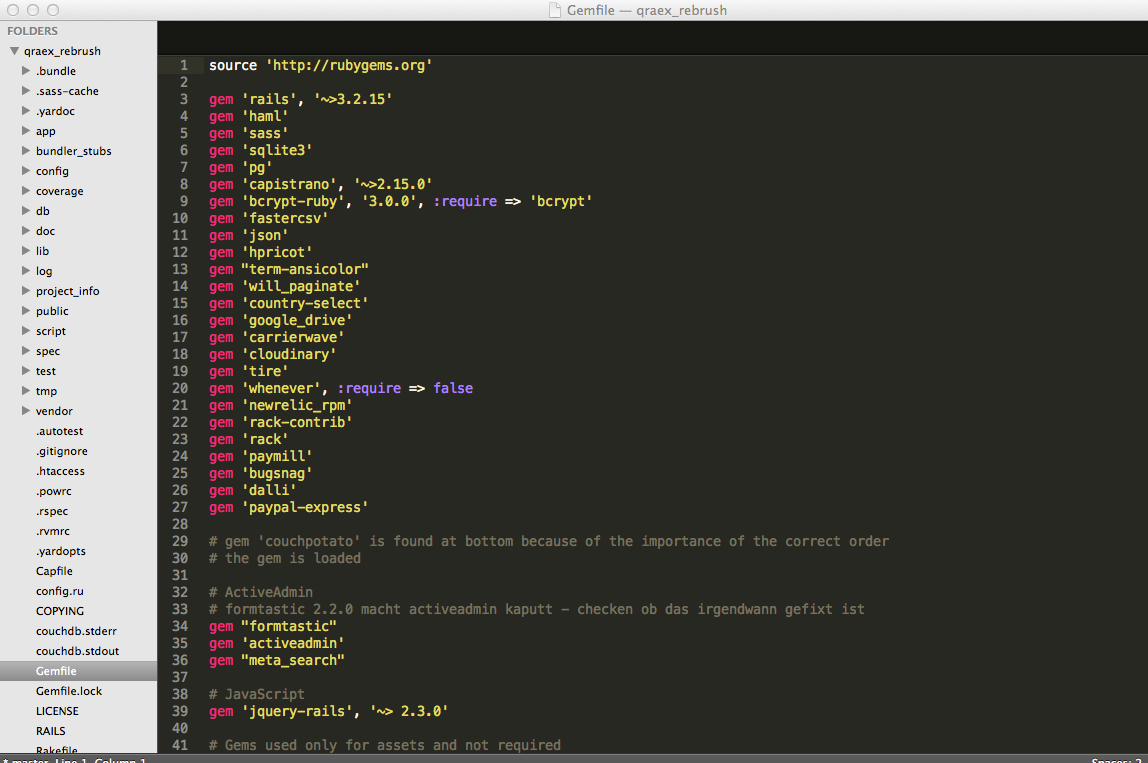 Gemfile — qraex_rebrush
FOLDERS
qraex_rebrush
.bundle
.sass-cache
.yardoc
app
bundler_stubs
config
coverage
db
doc
lib
log
project_info
public
script
spec
test
tmp
vendor
.autotest
.gitignore
.htaccess
.powrc
.rspec
.rvmrc
.yardopts
Capfile
config.ru
COPYING
couchdb.stderr
couchdb.stdout
Gemfile
Gemfile.lock
LICENSE
RAILS
Rakefile
1 source 'http://rubygems.org'
2
3 gem 'rails', '~>3.2.15'
4 gem 'haml'
5 gem 'sass'
6 gem 'sqlite3'
7 gem 'pg'
8 gem 'capistrano', '~>2.15.0'
9 gem 'bcrypt-ruby', '3.0.0', :require => 'bcrypt'
10 gem 'fastercsv'
11 gem 'json'
12 gem 'hpricot'
13 gem "term-ansicolor"
14 gem 'will_paginate'
15 gem 'country-select'
16 gem 'google_drive'
17 gem 'carrierwave'
18 gem 'cloudinary'
19 gem 'tire'
20 gem 'whenever', :require => false
21 gem 'newrelic_rpm'
22 gem 'rack-contrib'
23 gem 'rack'
24 gem 'paymill'
25 gem 'bugsnag'
26 gem 'dalli'
27 gem 'paypal-express'
28
29 # gem 'couchpotato' is found at bottom because of the importance of the correct order
30 # the gem is loaded
31
32 # ActiveAdmin
33 # formtastic 2.2.0 macht activeadmin kaputt - checken ob das irgendwann gefixt ist
34 gem "formtastic"
35 gem 'activeadmin'
36 gem "meta_search"
37
38 # JavaScript
39 gem 'jquery-rails', '~> 2.3.0'
40
41 # Gems used only for assets and not required
* master, Line 1, Column 1
Spaces: 2